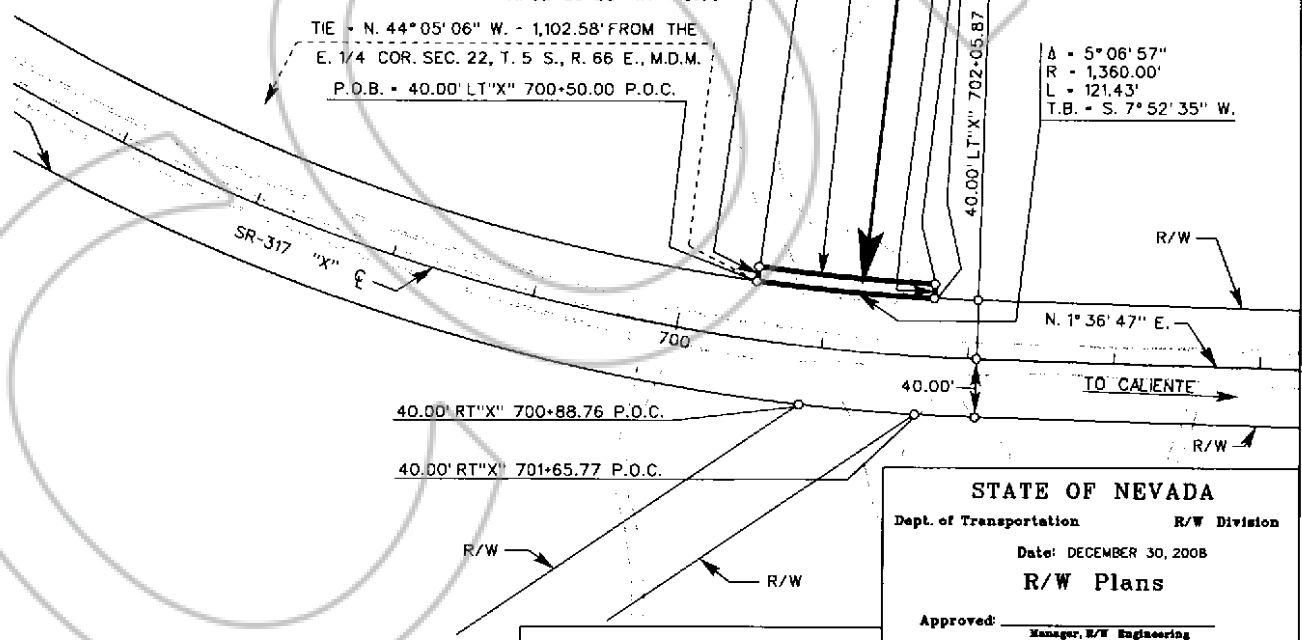 TIE - N. 44° 05' 06" W. - 1,102.58' FROM THE
E. 1/4 COR. SEC. 22, T. 5 S., R. 66 E., M.D.M.
P.O.B. - 40.00' LT"X" 700+50.00 P.O.C.
40.00' LT"X" 702+05.87
Δ - 5° 06' 57"
R - 1,360.00'
L - 121.43'
T.B. - S. 7° 52' 35" W.
R/W
SR-317 "X" ℄
700
N. 1° 36' 47" E.
40.00'
TO CALIENTE
R/W
40.00' RT"X" 700+88.76 P.O.C.
40.00' RT"X" 701+65.77 P.O.C.
R/W
R/W
STATE OF NEVADA
Dept. of Transportation R/W Division
Date: DECEMBER 30, 2008
R/W Plans
Approved:
Manager, R/W Engineering